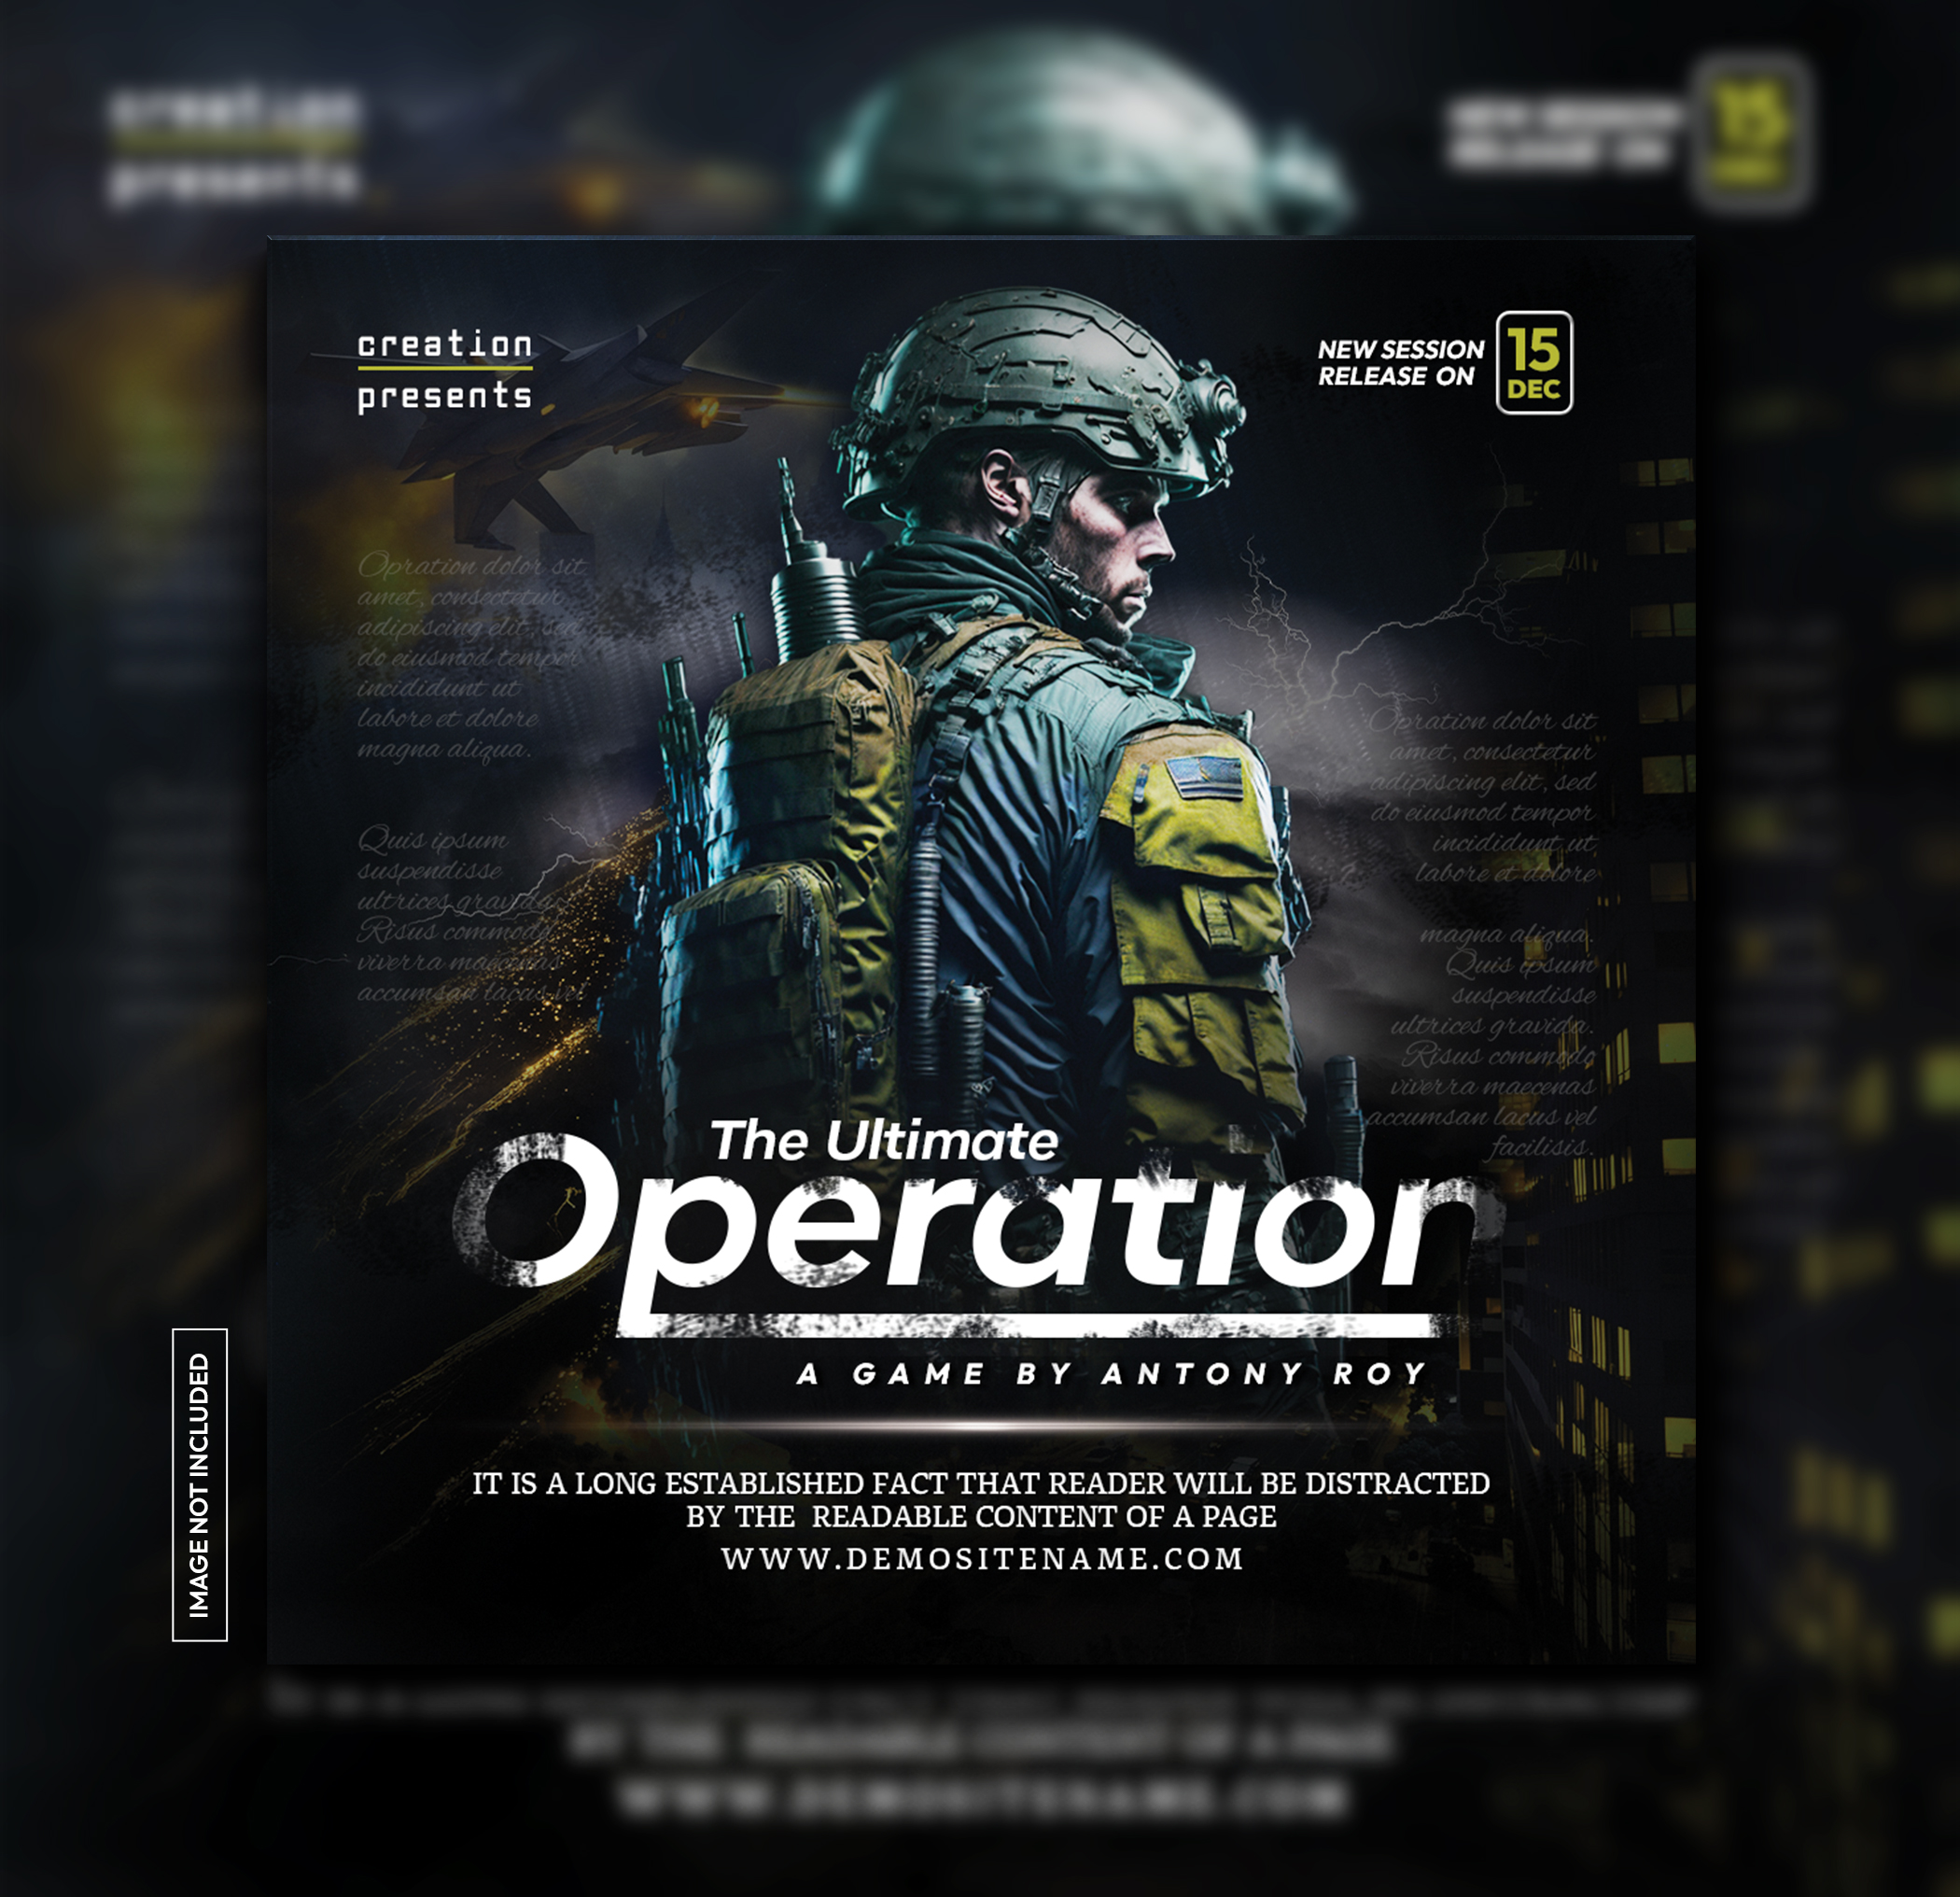 creation
presents
NEW SESSION
RELEASE ON
15
DEC
Opration dolor sit
amet, consectetur
adipiscing elit, sed
do eiusmod tempor
incididunt ut
labore et dolore
magna aliqua.
Quis ipsum
suspendisse
ultrices gravida.
Risus commodo
viverra maecenas
accumsan lacus vel
Opration dolor sit
amet, consectetur
adipiscing elit, sed
do eiusmod tempor
incididunt ut
labore et dolore
magna aliqua.
Quis ipsum
suspendisse
ultrices gravida.
Risus commodo
viverra maecenas
accumsan lacus vel
facilisis.
The Ultimate
Operation
A GAME BY ANTONY ROY
IT IS A LONG ESTABLISHED FACT THAT READER WILL BE DISTRACTED
BY THE READABLE CONTENT OF A PAGE
WWW.DEMOSITENAME.COM
IMAGE NOT INCLUDED